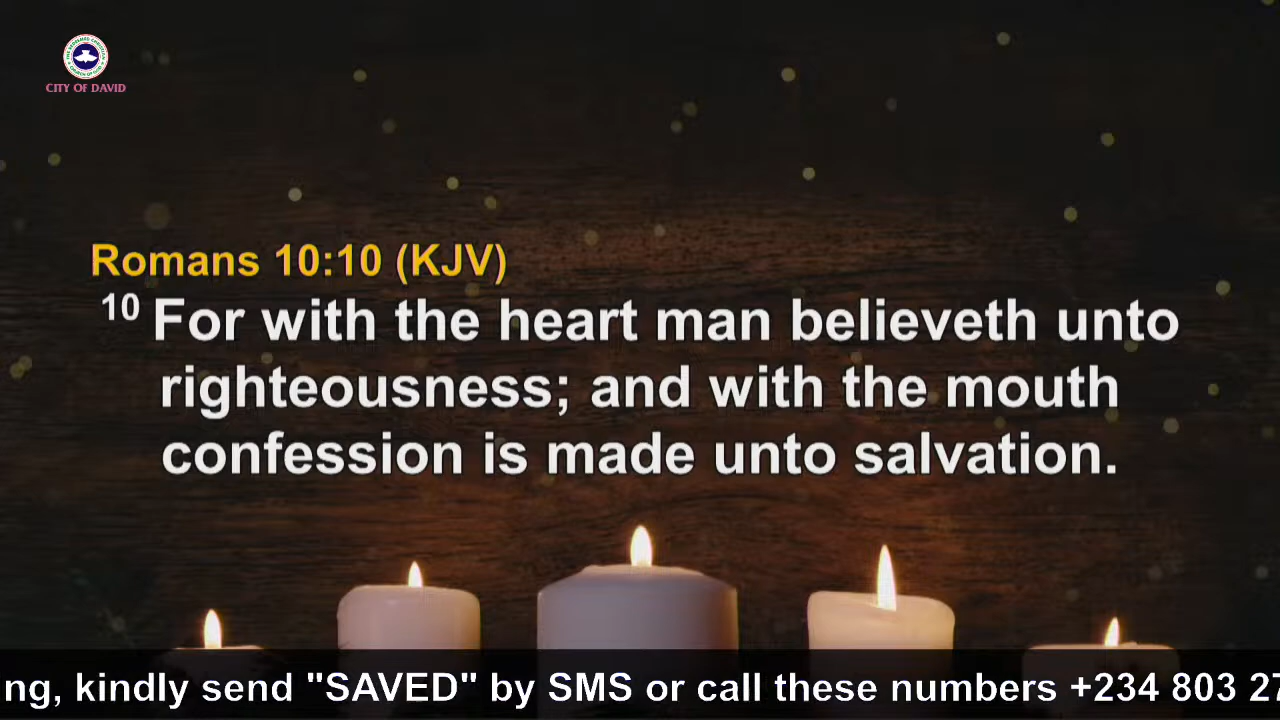 CITY OF DAVID
Romans 10:10 (KJV)
10 For with the heart man believeth unto
righteousness; and with the mouth
confession is made unto salvation.
ng, kindly send "SAVED" by SMS or call these numbers +234 803 27